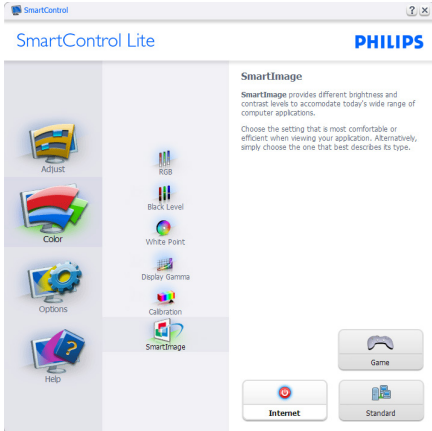 SmartControl
SmartControl Lite
PHILIPS
Adjust
Color
Options
Help
RGB
Black Level
White Point
Display Gamma
Calibration
SmartImage
SmartImage
SmartImage provides different brightness and
contrast levels to accomodate today's wide range of
computer applications.
Choose the setting that is most comfortable or
efficient when viewing your application. Alternatively,
simply choose the one that best describes its type.
Game
Internet
Standard